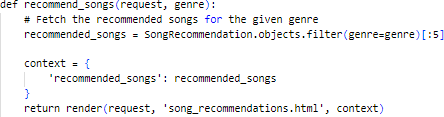 def recommend_songs(request, genre):
    # Fetch the recommended songs for the given genre
    recommended_songs = SongRecommendation.objects.filter(genre=genre)[:5]

    context = {
        'recommended_songs': recommended_songs
    }
    return render(request, 'song_recommendations.html', context)